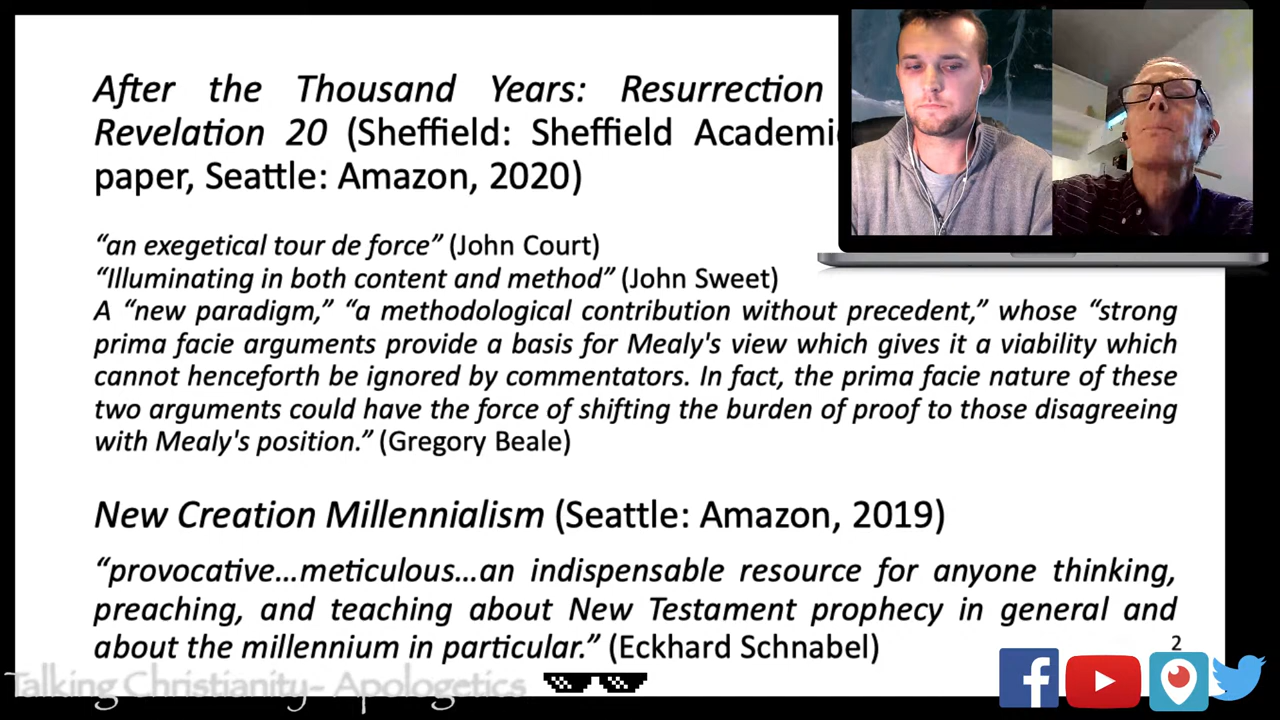 After the Thousand Years: Resurrection
Revelation 20 (Sheffield: Sheffield Academi
paper, Seattle: Amazon, 2020)
“an exegetical tour de force” (John Court)
“Illuminating in both content and method” (John Sweet)
A “new paradigm,” “a methodological contribution without precedent,” whose “strong
prima facie arguments provide a basis for Mealy's view which gives it a viability which
cannot henceforth be ignored by commentators. In fact, the prima facie nature of these
two arguments could have the force of shifting the burden of proof to those disagreeing
with Mealy's position.” (Gregory Beale)
New Creation Millennialism (Seattle: Amazon, 2019)
“provocative…meticulous…an indispensable resource for anyone thinking,
preaching, and teaching about New Testament prophecy in general and
about the millennium in particular.” (Eckhard Schnabel)
2
Talking Christianity- Apologetics